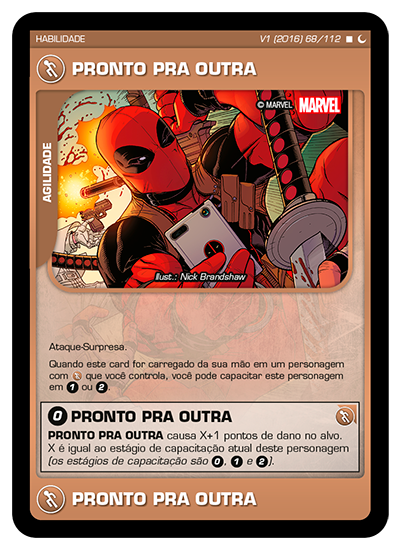 HABILIDADE
V1 (2016) 68/112
PRONTO PRA OUTRA
AGILIDADE
© MARVEL MARVEL
Illust.: Nick Brandshaw
Ataque-Surpresa.
Quando este card for carregado da sua mão em um personagem
com que você controla, você pode capacitar este personagem
em 1 ou 2.
0 PRONTO PRA OUTRA
PRONTO PRA OUTRA causa X+1 pontos de dano no alvo.
X é igual ao estágio de capacitação atual deste personagem
(os estágios de capacitação são 0, 1 e 2).
PRONTO PRA OUTRA